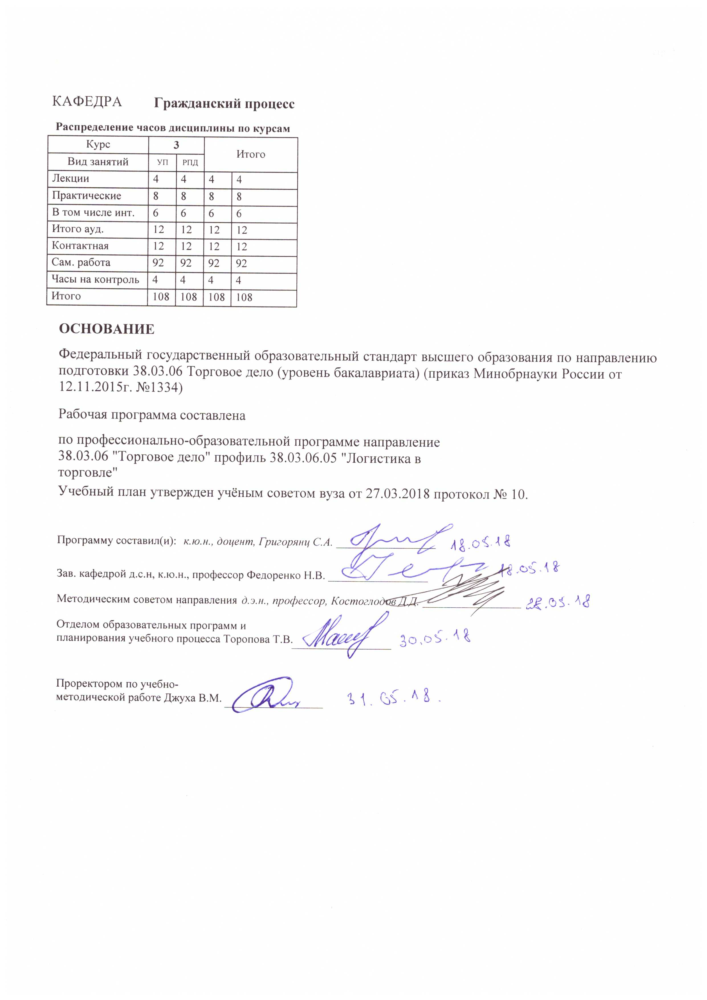 КАФЕДРА Гражданский процесс
Распределение часов дисциплины по курсам
Курс 3 Итого
Вид занятий УП РПД
Лекции 4 4 4 4
Практические 8 8 8 8
В том числе инт. 6 6 6 6
Итого ауд. 12 12 12 12
Контактная 12 12 12 12
Сам. работа 92 92 92 92
Часы на контроль 4 4 4 4
Итого 108 108 108 108
ОСНОВАНИЕ
Федеральный государственный образовательный стандарт высшего образования по направлению
подготовки 38.03.06 Торговое дело (уровень бакалавриата) (приказ Минобрнауки России от
12.11.2015г. №1334)
Рабочая программа составлена
по профессионально-образовательной программе направление
38.03.06 "Торговое дело" профиль 38.03.06.05 "Логистика в
торговле"
Учебный план утвержден учёным советом вуза от 27.03.2018 протокол № 10.
Программу составил(и): к.ю.н., доцент, Григорянц С.А. 18.05.18
Зав. кафедрой д.с.н, к.ю.н., профессор Федоренко Н.В. 18.05.18
Методическим советом направления д.э.н., профессор, Костоглодов Д.Д. 28.05.18
Отделом образовательных программ и
планирования учебного процесса Торопова Т.В. 30.05.18
Проректором по учебно-
методической работе Джуха В.М. 31.05.18.